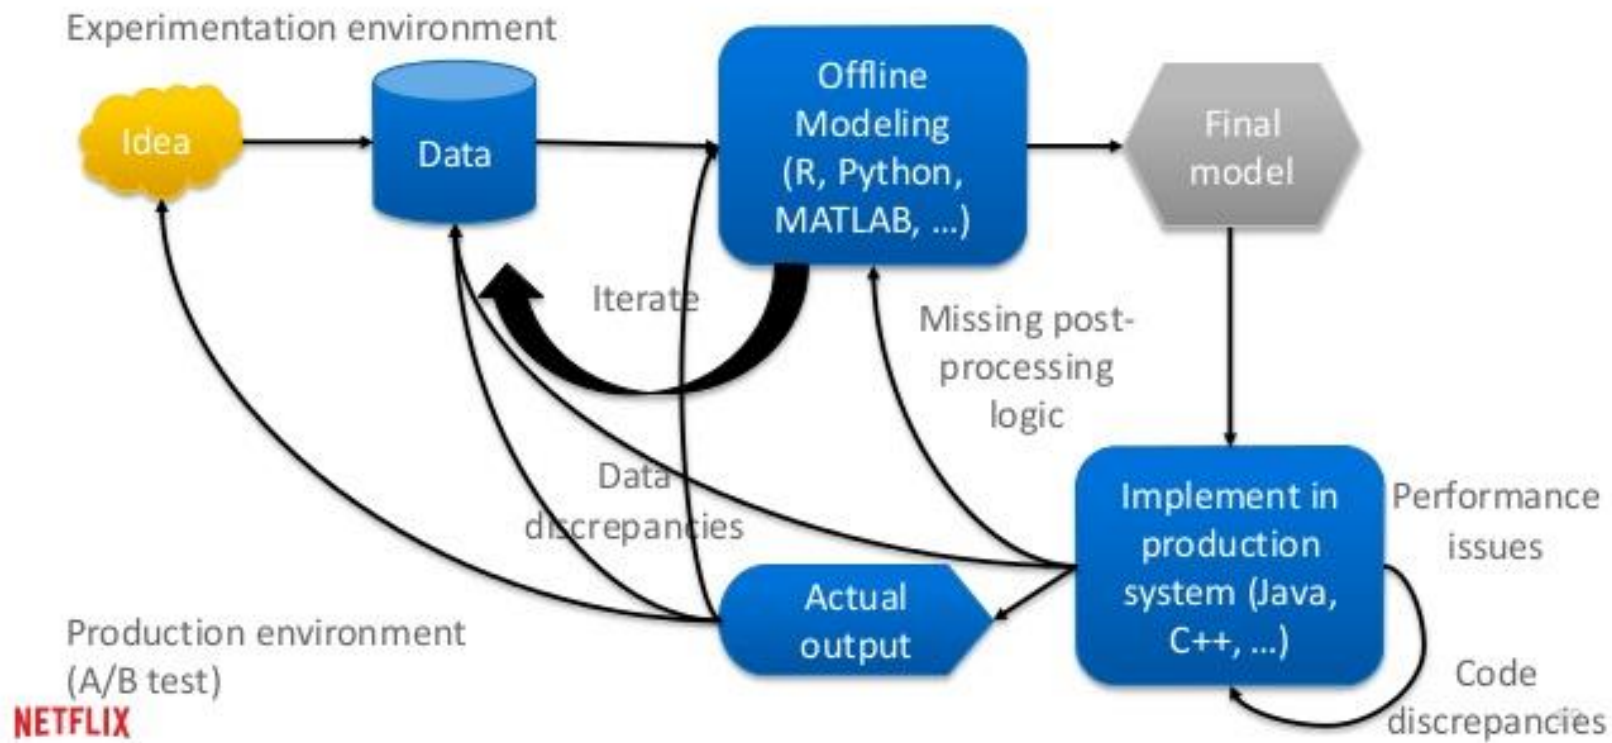 Experimentation environment
Idea
Data
Offline
Modeling
(R, Python,
MATLAB, …)
Final
model
Iterate
Missing post-
processing
logic
Data
discrepancies
Implement in
production
system (Java,
C++, …)
Performance
issues
Actual
output
Production environment
(A/B test)
Code
discrepancies
NETFLIX